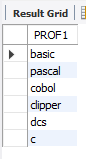 Result Grid
PROF1
basic
pascal
cobol
clipper
dcs
c